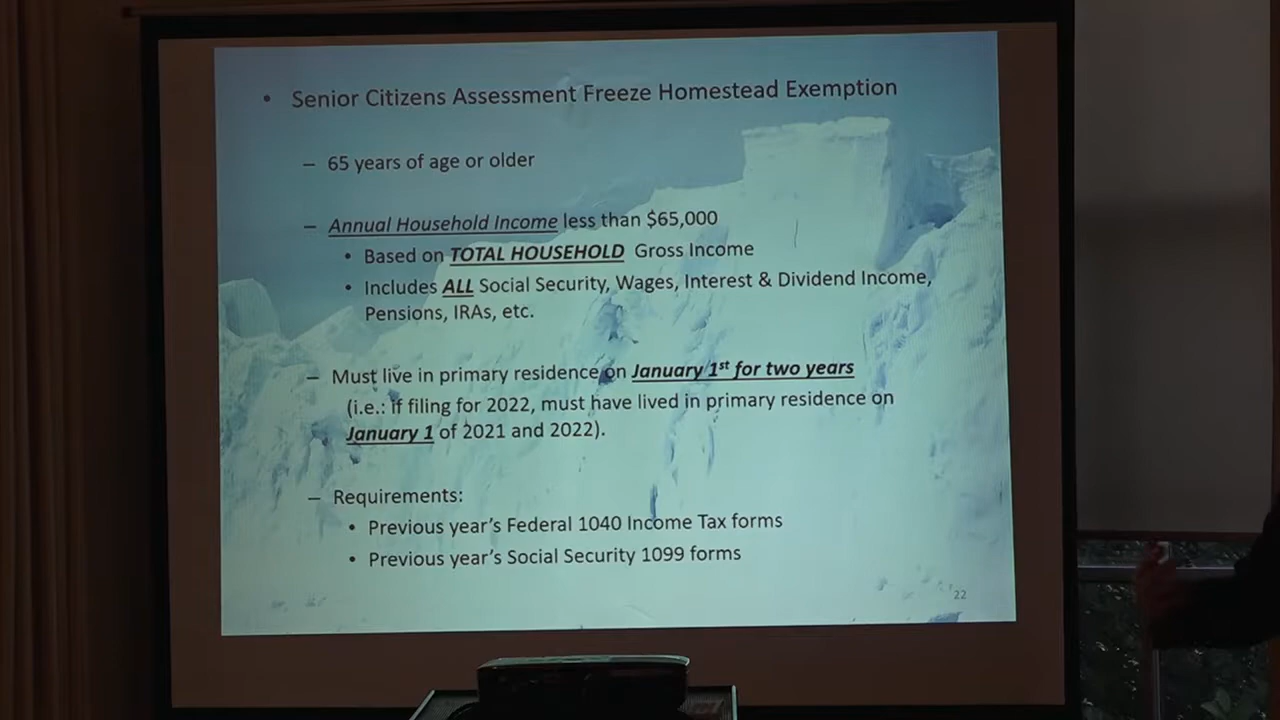 • Senior Citizens Assessment Freeze Homestead Exemption
– 65 years of age or older
– Annual Household Income less than $65,000
• Based on TOTAL HOUSEHOLD Gross Income
• Includes ALL Social Security, Wages, Interest & Dividend Income,
Pensions, IRAs, etc.
– Must live in primary residence on January 1st for two years
(i.e.: if filing for 2022, must have lived in primary residence on
January 1 of 2021 and 2022).
– Requirements:
• Previous year's Federal 1040 Income Tax forms
• Previous year's Social Security 1099 forms
22